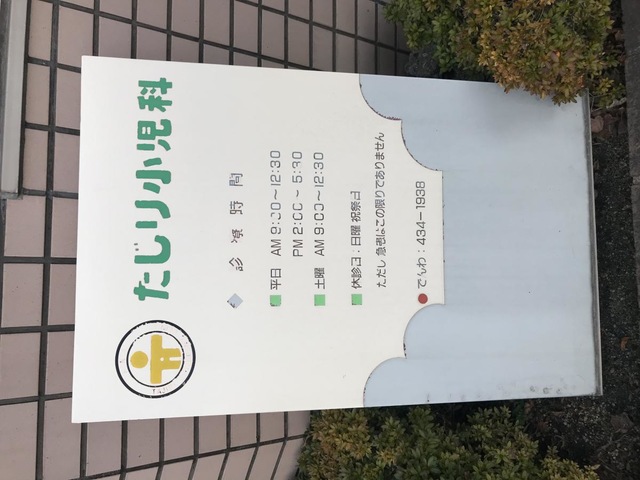 たじり小児科
診療時間
平日 AM 9:00～12:30
PM 2:00～5:30
土曜 AM 9:00～12:30
休診日：日曜 祝祭日
ただし 急患はこの限りでありません
でんわ：434-1938